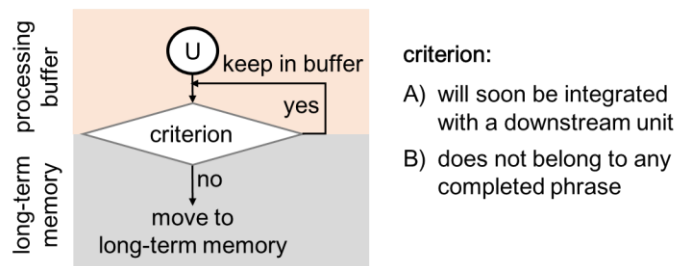 processing
buffer
U
keep in buffer
yes
criterion
long-term
memory
no
move to
long-term memory
criterion:
A) will soon be integrated
with a downstream unit
B) does not belong to any
completed phrase